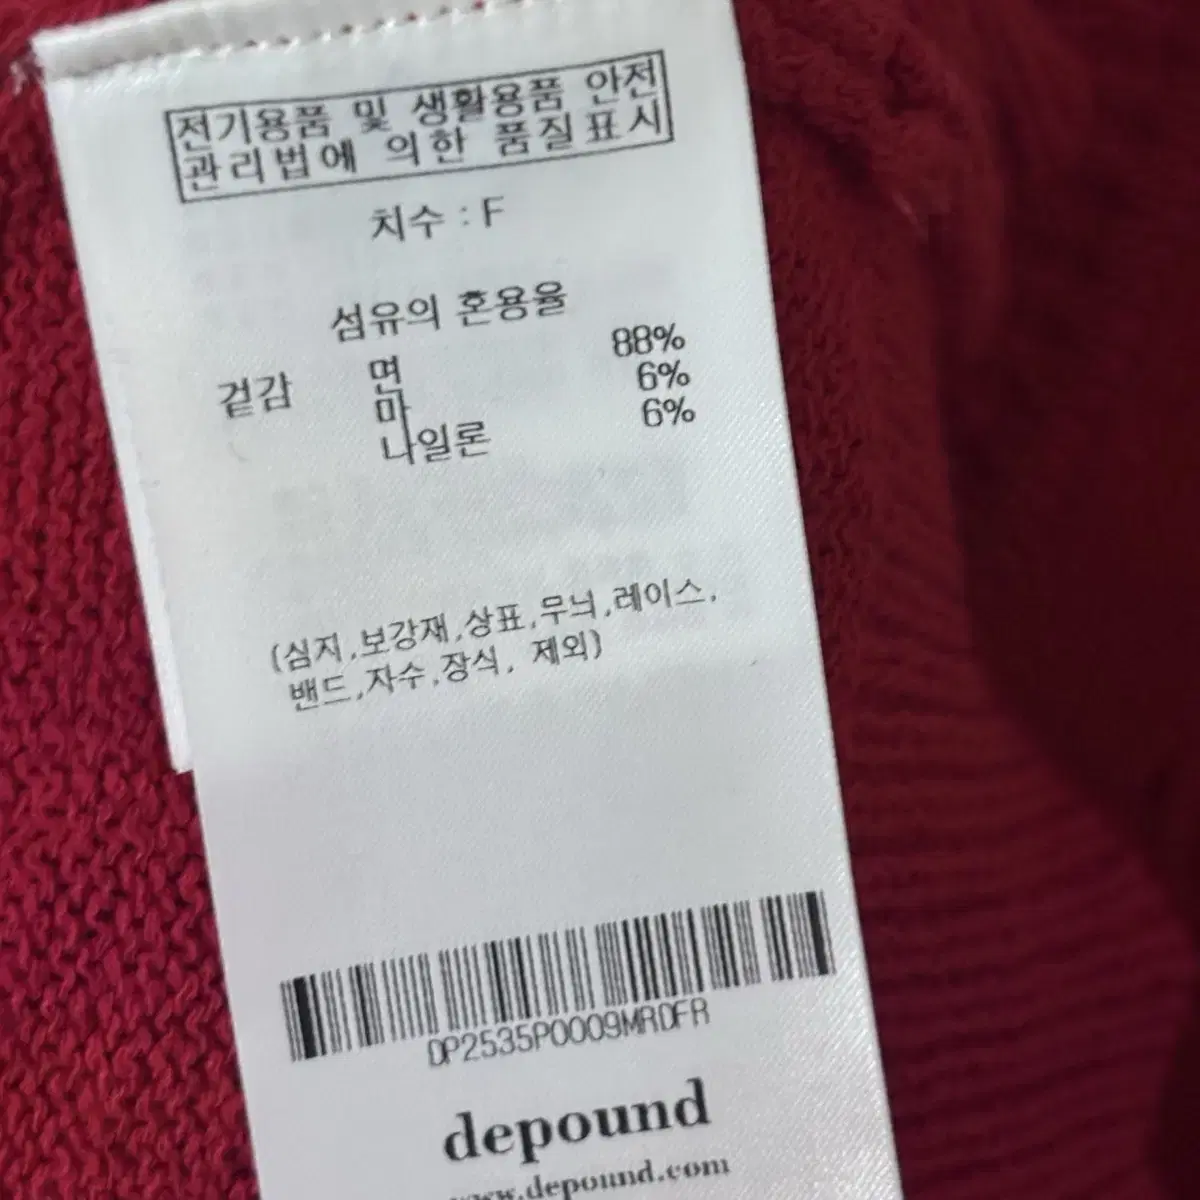 전기용품 및 생활용품 안전
관리법에 의한 품질표시
치수 : F
섬유의 혼용율
겉감 면 88%
마 6%
나일론 6%
(심지,보강재,상표,무늬,레이스,
밴드,자수,장식, 제외)
DP2535P0009MRDFR
depound
www.depound.com